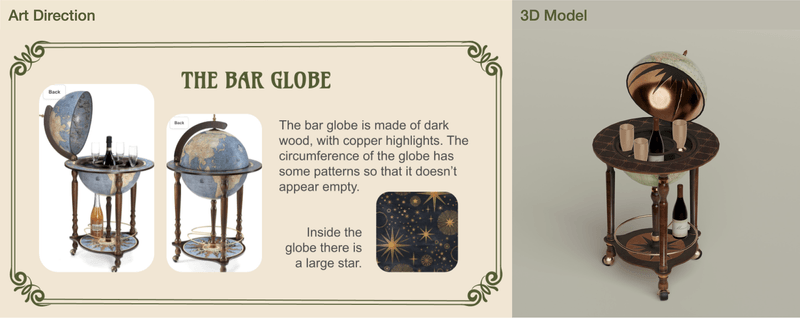 Art Direction
3D Model
THE BAR GLOBE
Back
Back
The bar globe is made of dark
wood, with copper highlights. The
circumference of the globe has
some patterns so that it doesn't
appear empty.
Inside the
globe there is
a large star.